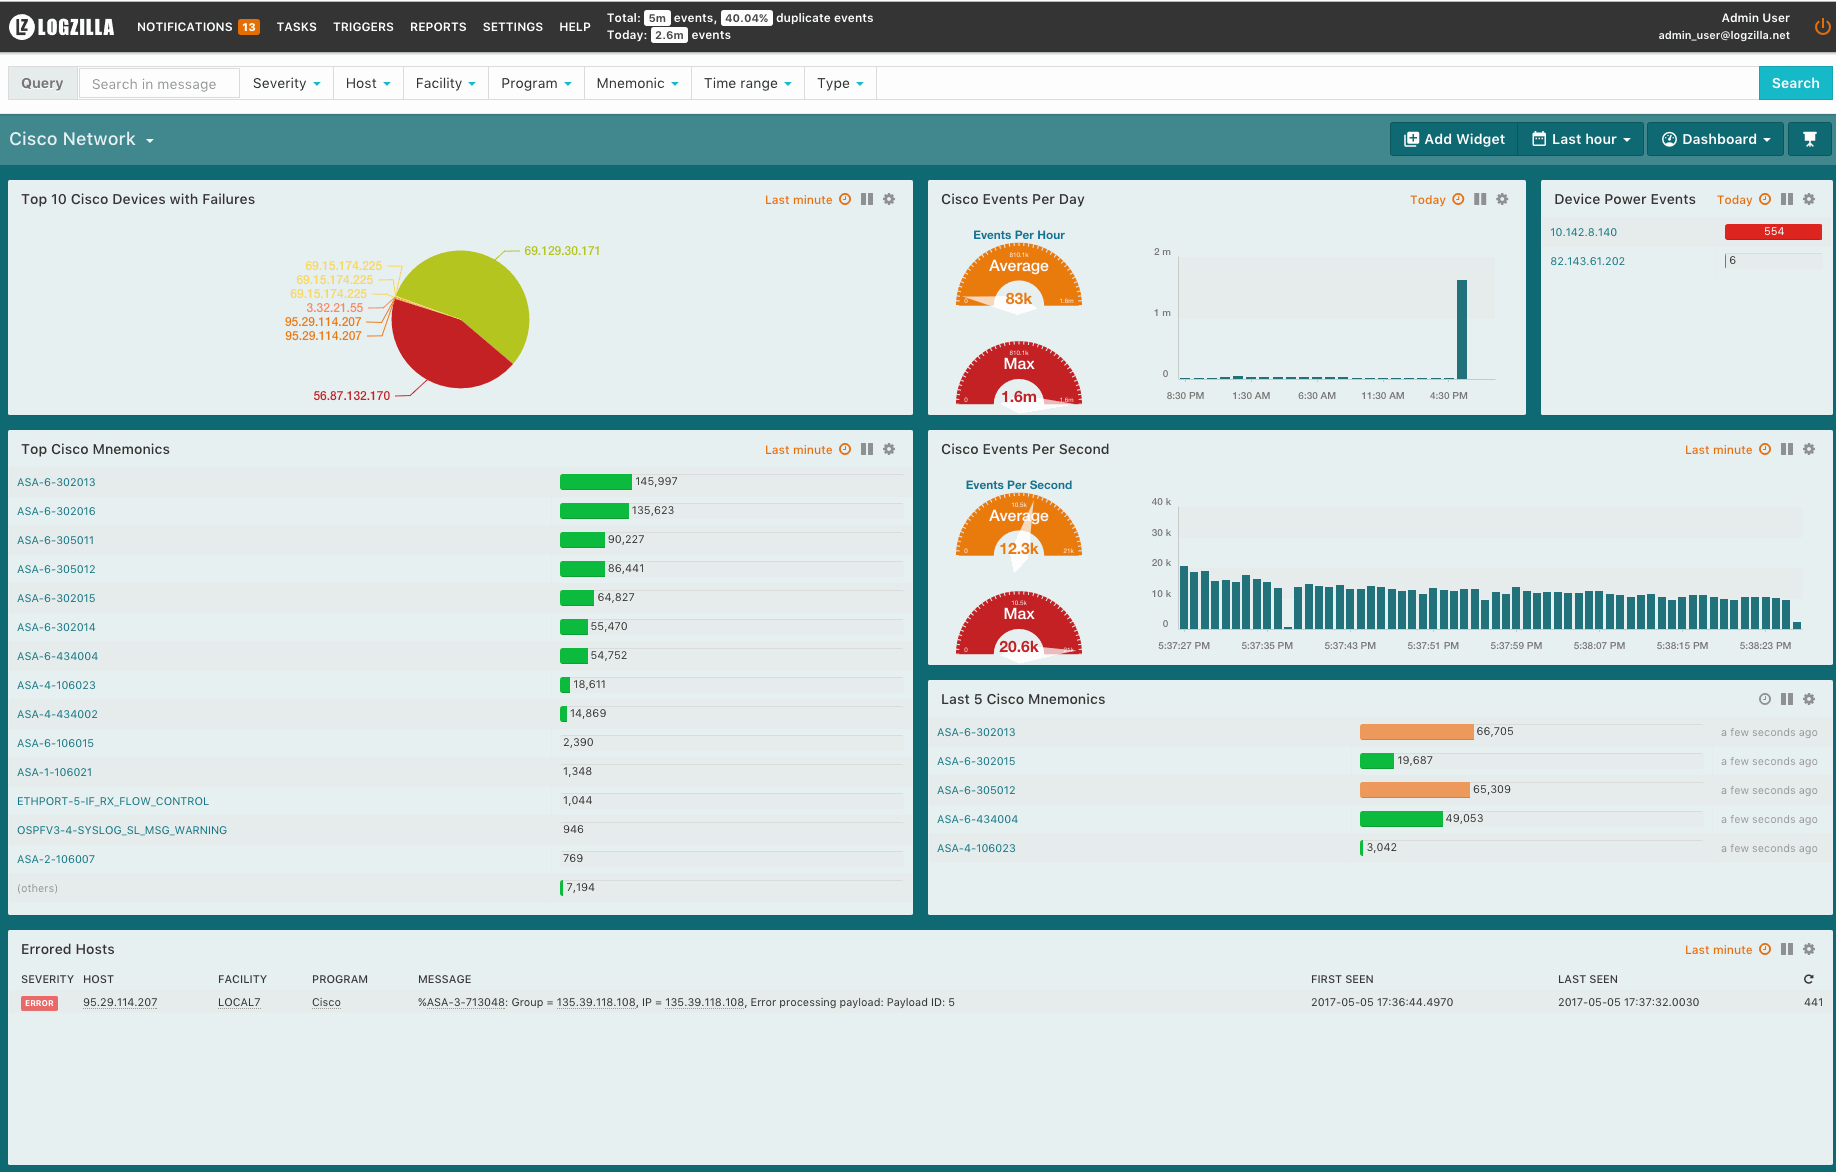 LOGZILLA NOTIFICATIONS 13 TASKS TRIGGERS REPORTS SETTINGS HELP
Total: 5m events, 40.04% duplicate events
Today: 2.6m events
Admin User
admin_user@logzilla.net
Query Search in message Severity Host Facility Program Mnemonic Time range Type Search
Cisco Network Add Widget Last hour Dashboard
Top 10 Cisco Devices with Failures Last minute
69.129.30.171
69.15.174.225
69.15.174.225
69.15.174.225
3.32.21.55
95.29.114.207
95.29.114.207
56.87.132.170
Cisco Events Per Day Today
Events Per Hour
810.1k
Average
0 83k 1.6m
810.1k
Max
0 1.6m 1.6m
2 m
1 m
0
8:30 PM 1:30 AM 6:30 AM 11:30 AM 4:30 PM
Device Power Events Today
10.142.8.140 554
82.143.61.202 6
Top Cisco Mnemonics Last minute
ASA-6-302013 145,997
ASA-6-302016 135,623
ASA-6-305011 90,227
ASA-6-305012 86,441
ASA-6-302015 64,827
ASA-6-302014 55,470
ASA-6-434004 54,752
ASA-4-106023 18,611
ASA-4-434002 14,869
ASA-6-106015 2,390
ASA-1-106021 1,348
ETHPORT-5-IF_RX_FLOW_CONTROL 1,044
OSPFV3-4-SYSLOG_SL_MSG_WARNING 946
ASA-2-106007 769
(others) 7,194
Cisco Events Per Second Last minute
Events Per Second
10.5k
Average
0 12.3k 21k
10.5k
Max
0 20.6k 21k
40 k
30 k
20 k
10 k
0
5:37:27 PM 5:37:35 PM 5:37:43 PM 5:37:51 PM 5:37:59 PM 5:38:07 PM 5:38:15 PM 5:38:23 PM
Last 5 Cisco Mnemonics
ASA-6-302013 66,705 a few seconds ago
ASA-6-302015 19,687 a few seconds ago
ASA-6-305012 65,309 a few seconds ago
ASA-6-434004 49,053 a few seconds ago
ASA-4-106023 3,042 a few seconds ago
Errored Hosts Last minute
SEVERITY HOST FACILITY PROGRAM MESSAGE FIRST SEEN LAST SEEN
ERROR 95.29.114.207 LOCAL7 Cisco %ASA-3-713048: Group = 135.39.118.108, IP = 135.39.118.108, Error processing payload: Payload ID: 5 2017-05-05 17:36:44.4970 2017-05-05 17:37:32.0030 441